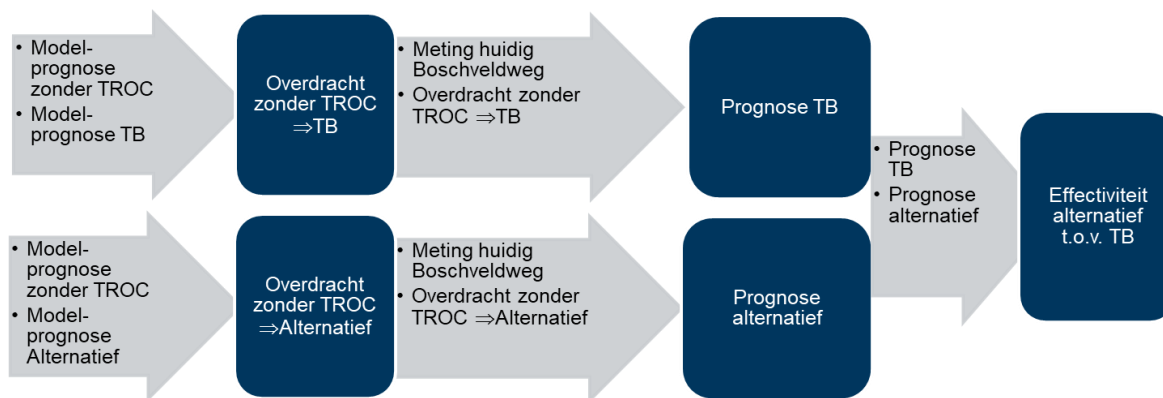 • Model-
prognose
zonder TROC
• Model-
prognose TB
Overdracht
zonder TROC
⇒TB
• Meting huidig
Boschveldweg
• Overdracht zonder
TROC ⇒TB
Prognose TB
• Model-
prognose
zonder TROC
• Model-
prognose
Alternatief
Overdracht
zonder TROC
⇒Alternatief
• Meting huidig
Boschveldweg
• Overdracht zonder
TROC ⇒Alternatief
Prognose
alternatief
• Prognose
TB
• Prognose
alternatief
Effectiviteit
alternatief
t.o.v. TB